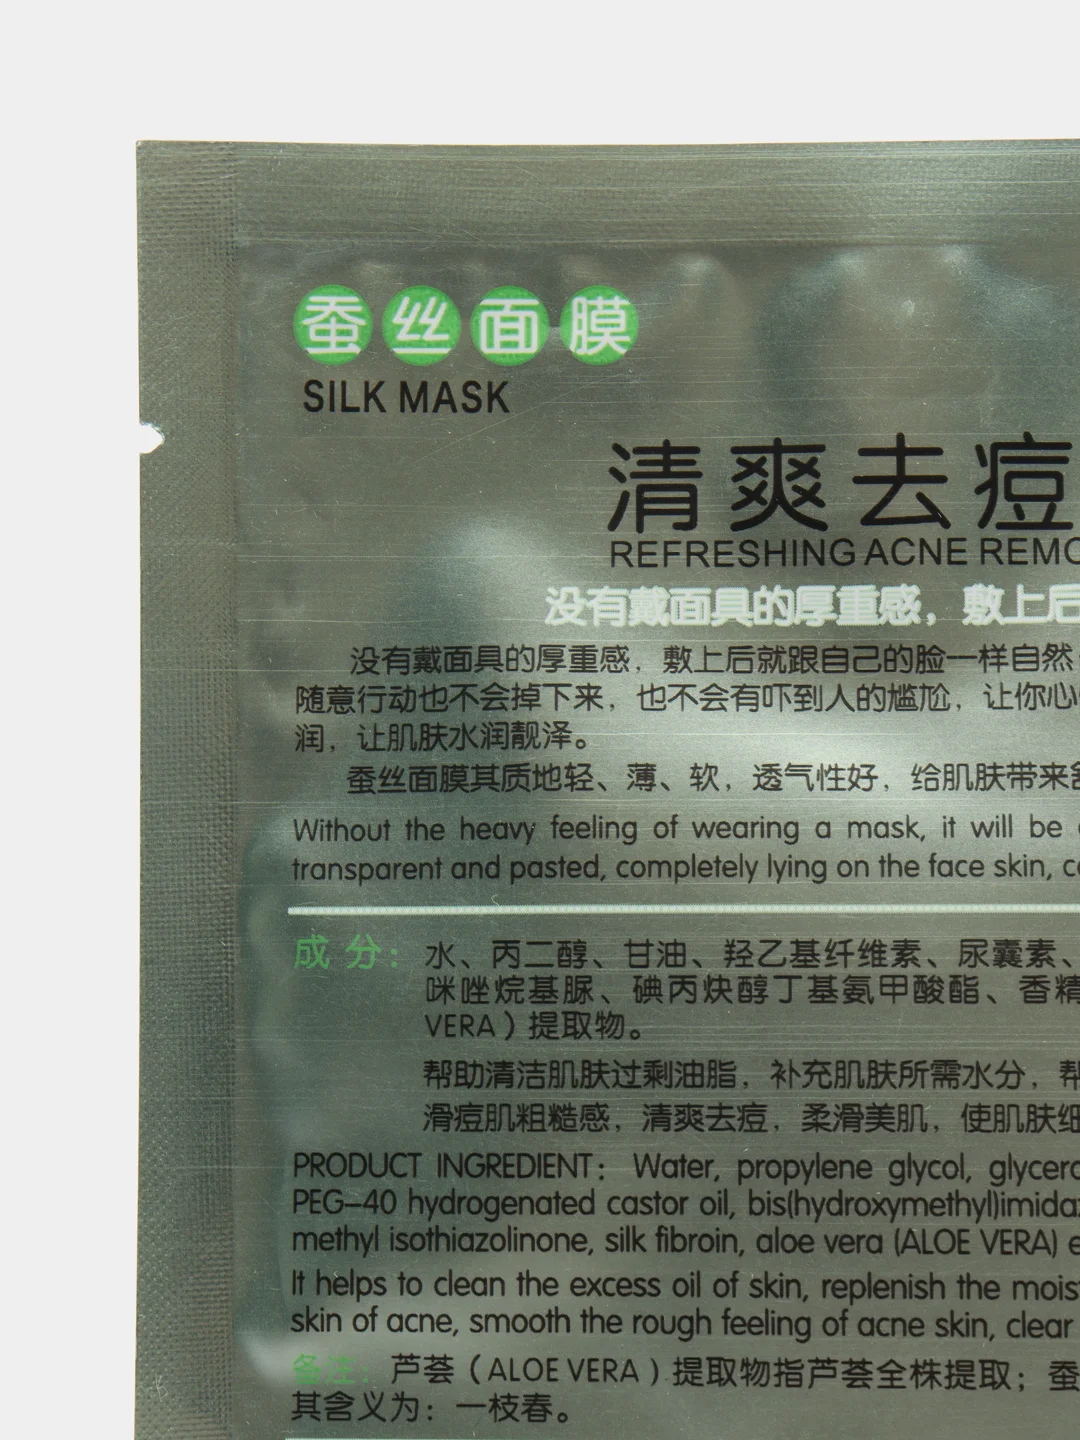 蚕丝面膜
SILK MASK
清爽去痘
REFRESHING ACNE REMO
没有戴面具的厚重感，敷上后
没有戴面具的厚重感，敷上后就跟自己的脸一样自然
随意行动也不会掉下来，也不会有吓到人的尴尬，让你心
润，让肌肤水润靓泽。
蚕丝面膜其质地轻、薄、软，透气性好，给肌肤带来
Without the heavy feeling of wearing a mask, it will be
transparent and pasted, completely lying on the face skin,
成 分：水、丙二醇、甘油、羟乙基纤维素、尿囊素、
咪唑烷基脲、碘丙炔醇丁基氨甲酸酯、香精
VERA）提取物。
帮助清洁肌肤过剩油脂，补充肌肤所需水分，帮
滑痘肌粗糙感，清爽去痘，柔滑美肌，使肌肤细
PRODUCT INGREDIENT: Water, propylene glycol, glycero
PEG-40 hydrogenated castor oil, bis(hydroxymethyl)imidaz
methyl isothiazolinone, silk fibroin, aloe vera (ALOE VERA) e
It helps to clean the excess oil of skin, replenish the moist
skin of acne, smooth the rough feeling of acne skin, clear
备注：芦荟（ALOE VERA）提取物指芦荟全株提取；蚕
其含义为：一枝春。